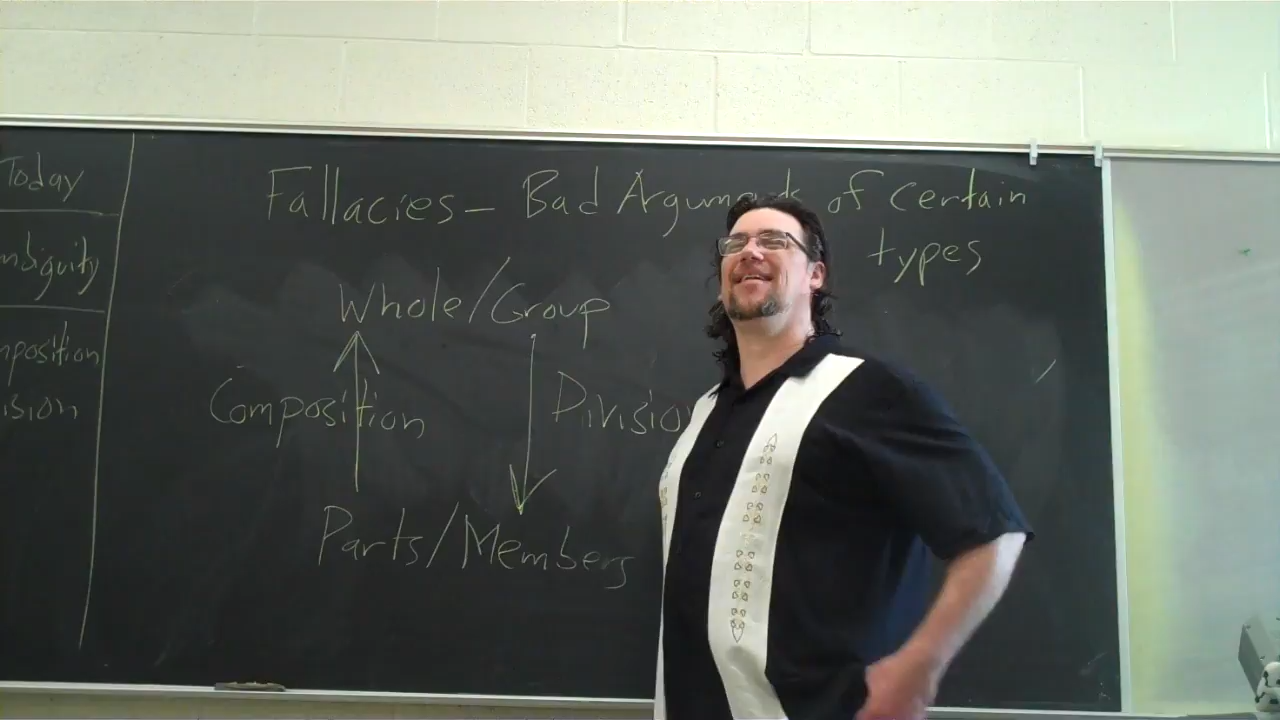 Today
mbiguity
mposition
ision
Fallacies – Bad Arguments of certain
types
Whole/Group
Composition
Division
Parts/Members